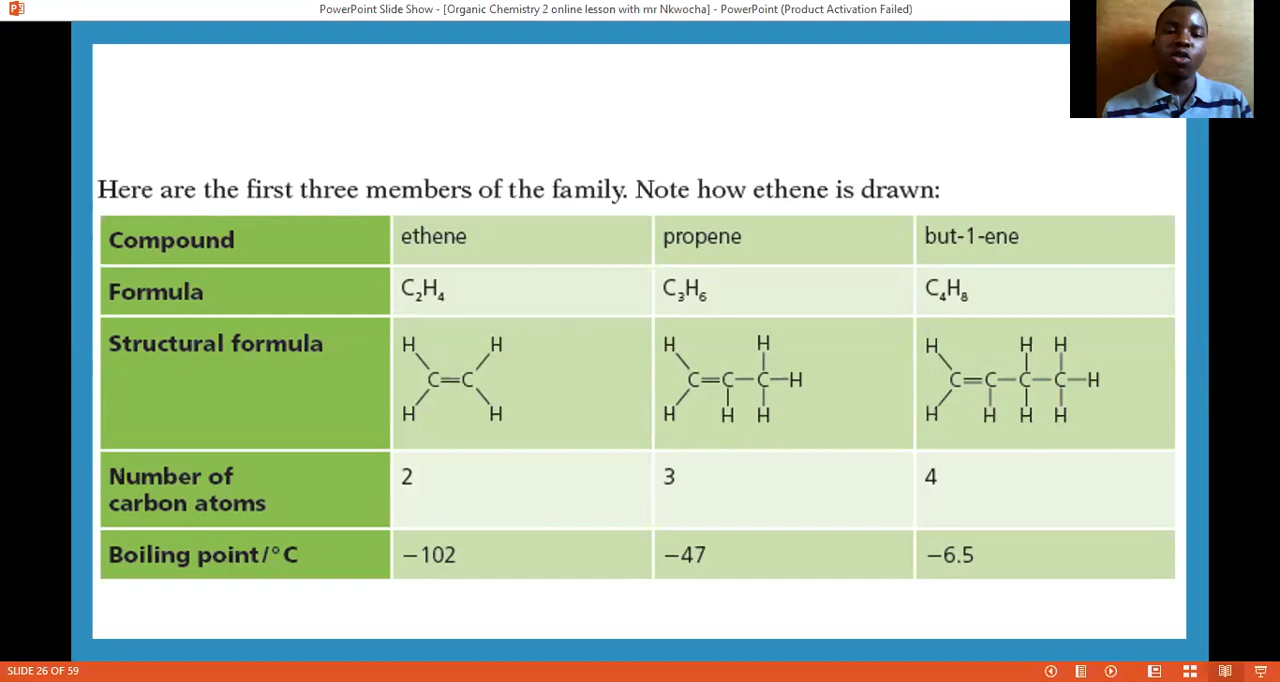 PowerPoint Slide Show - [Organic Chemistry 2 online lesson with mr Nkwocha] - PowerPoint (Product Activation Failed)
Here are the first three members of the family. Note how ethene is drawn:
Compound ethene propene but-1-ene
Formula C₂H₄ C₃H₆ C₄H₈
Structural formula
H H H H H H
C=C C=C–C–H C=C–C–C–H
H H H H H H H H H
Number of 2 3 4
carbon atoms
Boiling point/°C −102 −47 −6.5
SLIDE 26 OF 59